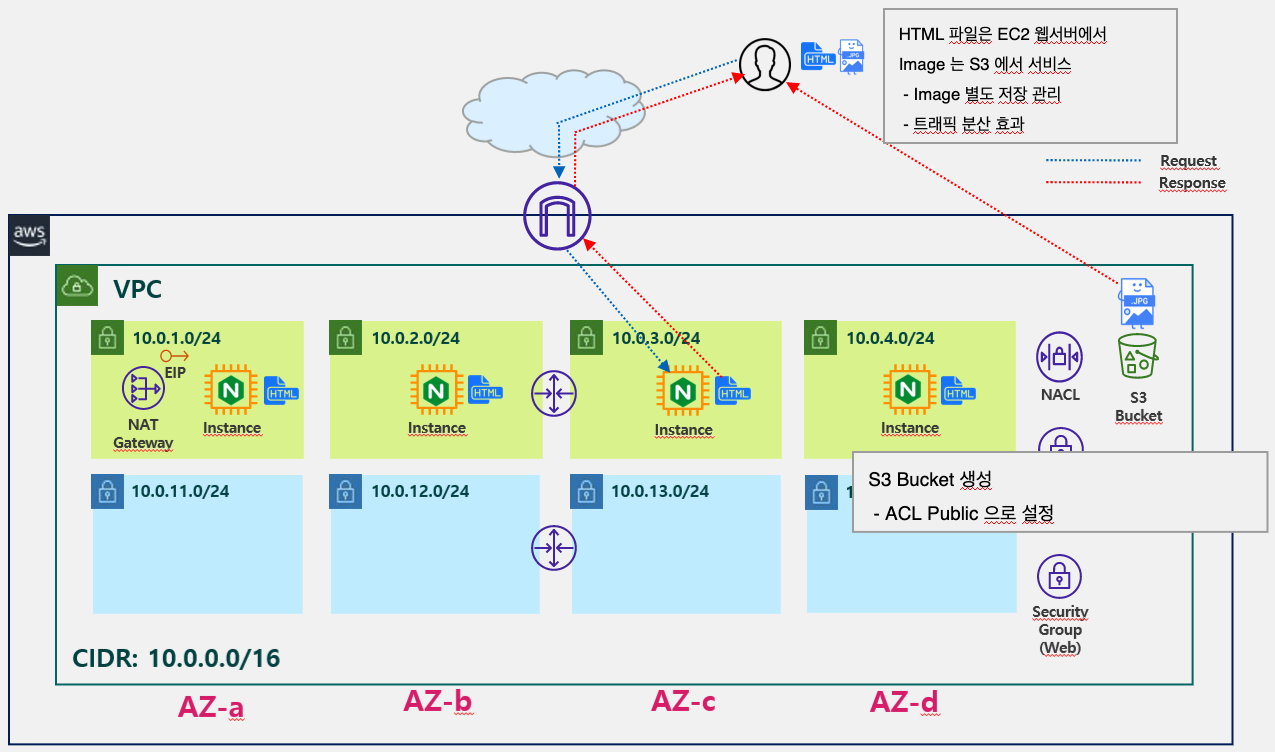 HTML 파일은 EC2 웹서버에서
Image 는 S3 에서 서비스
- Image 별도 저장 관리
- 트래픽 분산 효과
HTML
.JPG
Request
Response
aws
VPC
.JPG
10.0.1.0/24
10.0.2.0/24
10.0.3.0/24
10.0.4.0/24
EIP
HTML
HTML
HTML
HTML
NAT
Gateway
Instance
Instance
Instance
Instance
NACL
S3
Bucket
10.0.11.0/24
10.0.12.0/24
10.0.13.0/24
S3 Bucket 생성
- ACL Public 으로 설정
Security
Group
(Web)
CIDR: 10.0.0.0/16
AZ-a
AZ-b
AZ-c
AZ-d